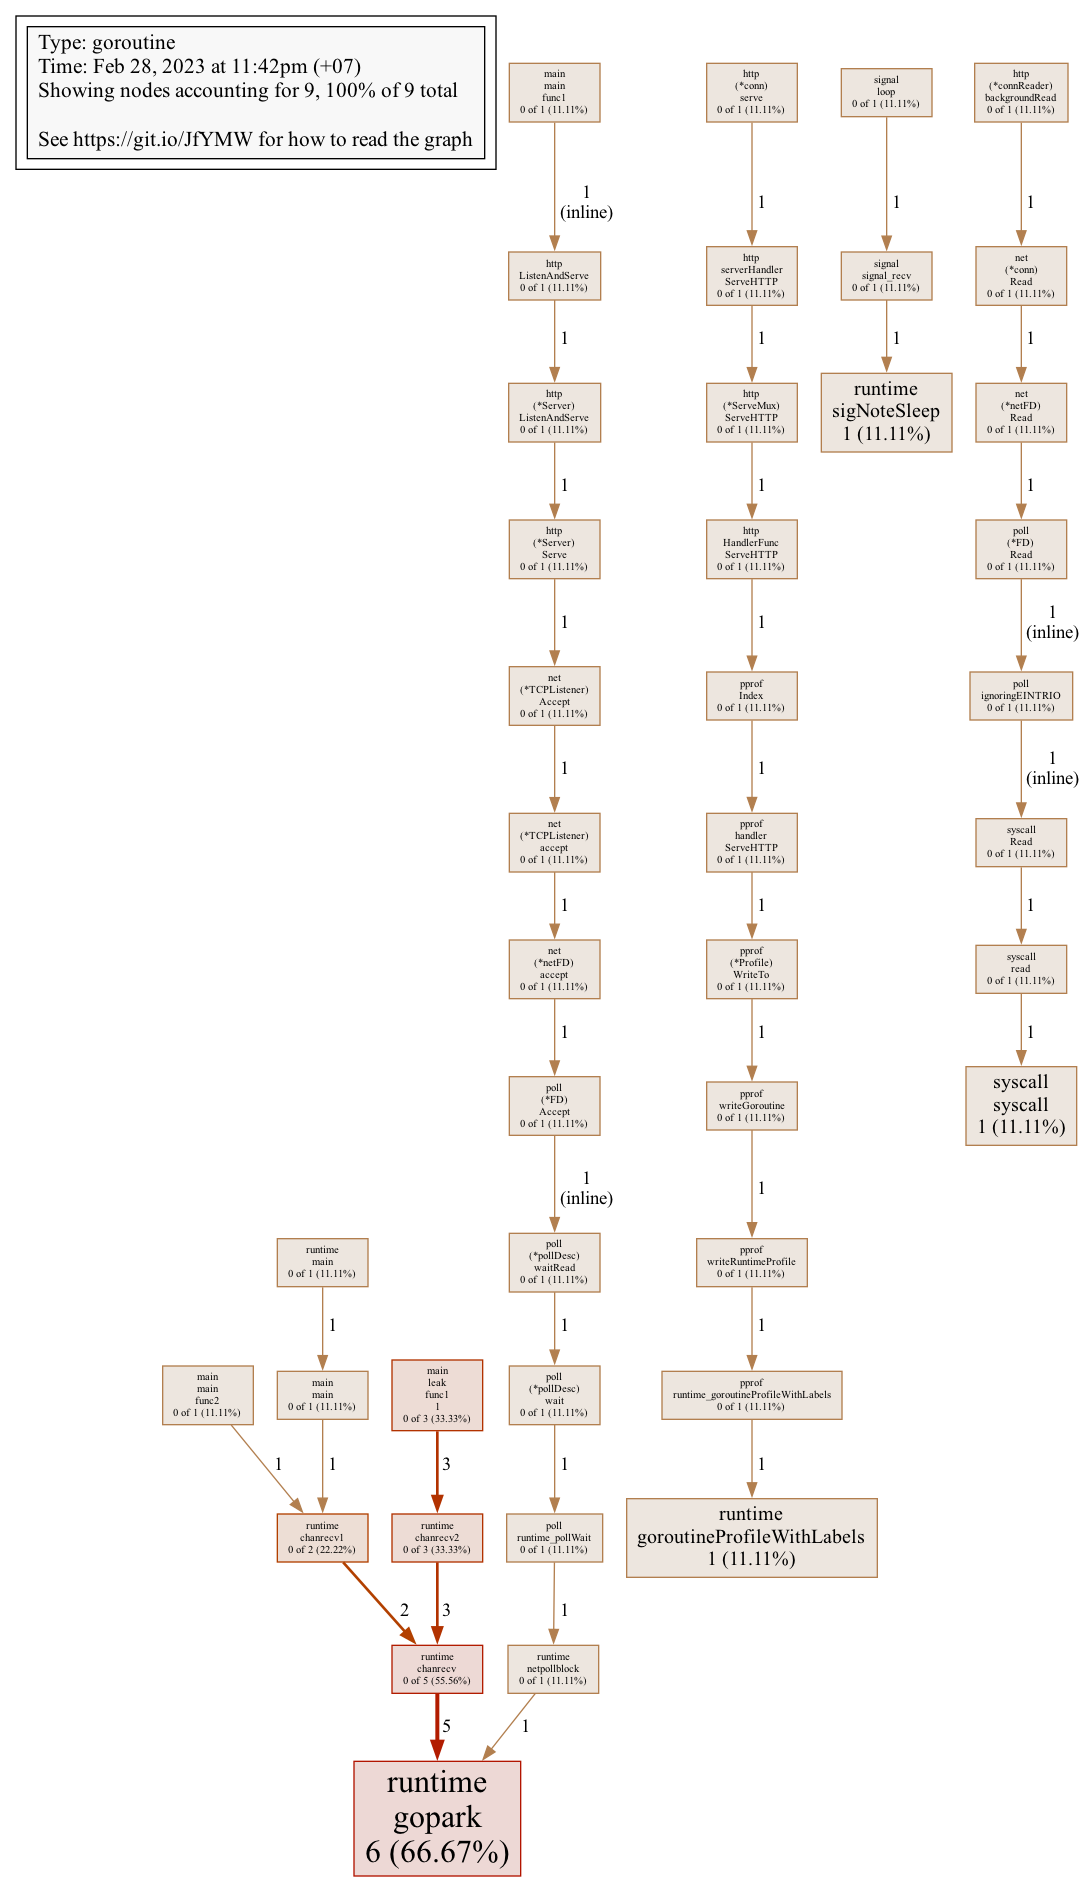 Type: goroutine
Time: Feb 28, 2023 at 11:42pm (+07)
Showing nodes accounting for 9, 100% of 9 total
See https://git.io/JfYMW for how to read the graph
main
main
func1
0 of 1 (11.11%)
1
(inline)
http
ListenAndServe
0 of 1 (11.11%)
1
http
(*Server)
ListenAndServe
0 of 1 (11.11%)
1
http
(*Server)
Serve
0 of 1 (11.11%)
1
net
(*TCPListener)
Accept
0 of 1 (11.11%)
1
net
(*TCPListener)
accept
0 of 1 (11.11%)
1
net
(*netFD)
accept
0 of 1 (11.11%)
1
poll
(*FD)
Accept
0 of 1 (11.11%)
1
(inline)
poll
(*pollDesc)
waitRead
0 of 1 (11.11%)
1
poll
(*pollDesc)
wait
0 of 1 (11.11%)
1
poll
runtime_pollWait
0 of 1 (11.11%)
1
runtime
netpollblock
0 of 1 (11.11%)
1
http
(*conn)
serve
0 of 1 (11.11%)
1
http
serverHandler
ServeHTTP
0 of 1 (11.11%)
1
http
(*ServeMux)
ServeHTTP
0 of 1 (11.11%)
1
http
HandlerFunc
ServeHTTP
0 of 1 (11.11%)
1
pprof
Index
0 of 1 (11.11%)
1
pprof
handler
ServeHTTP
0 of 1 (11.11%)
1
pprof
(*Profile)
WriteTo
0 of 1 (11.11%)
1
pprof
writeGoroutine
0 of 1 (11.11%)
1
pprof
writeRuntimeProfile
0 of 1 (11.11%)
1
pprof
runtime_goroutineProfileWithLabels
0 of 1 (11.11%)
1
runtime
goroutineProfileWithLabels
1 (11.11%)
signal
loop
0 of 1 (11.11%)
1
signal
signal_recv
0 of 1 (11.11%)
1
runtime
sigNoteSleep
1 (11.11%)
http
(*connReader)
backgroundRead
0 of 1 (11.11%)
1
net
(*conn)
Read
0 of 1 (11.11%)
1
net
(*netFD)
Read
0 of 1 (11.11%)
1
poll
(*FD)
Read
0 of 1 (11.11%)
1
(inline)
poll
ignoringEINTRIO
0 of 1 (11.11%)
1
(inline)
syscall
Read
0 of 1 (11.11%)
1
syscall
read
0 of 1 (11.11%)
1
syscall
syscall
1 (11.11%)
runtime
main
0 of 1 (11.11%)
1
main
main
func2
0 of 1 (11.11%)
1
main
main
0 of 1 (11.11%)
1
main
leak
func1
1
0 of 3 (33.33%)
3
runtime
chanrecv1
0 of 2 (22.22%)
2
runtime
chanrecv2
0 of 3 (33.33%)
3
runtime
chanrecv
0 of 5 (55.56%)
5
runtime
gopark
6 (66.67%)